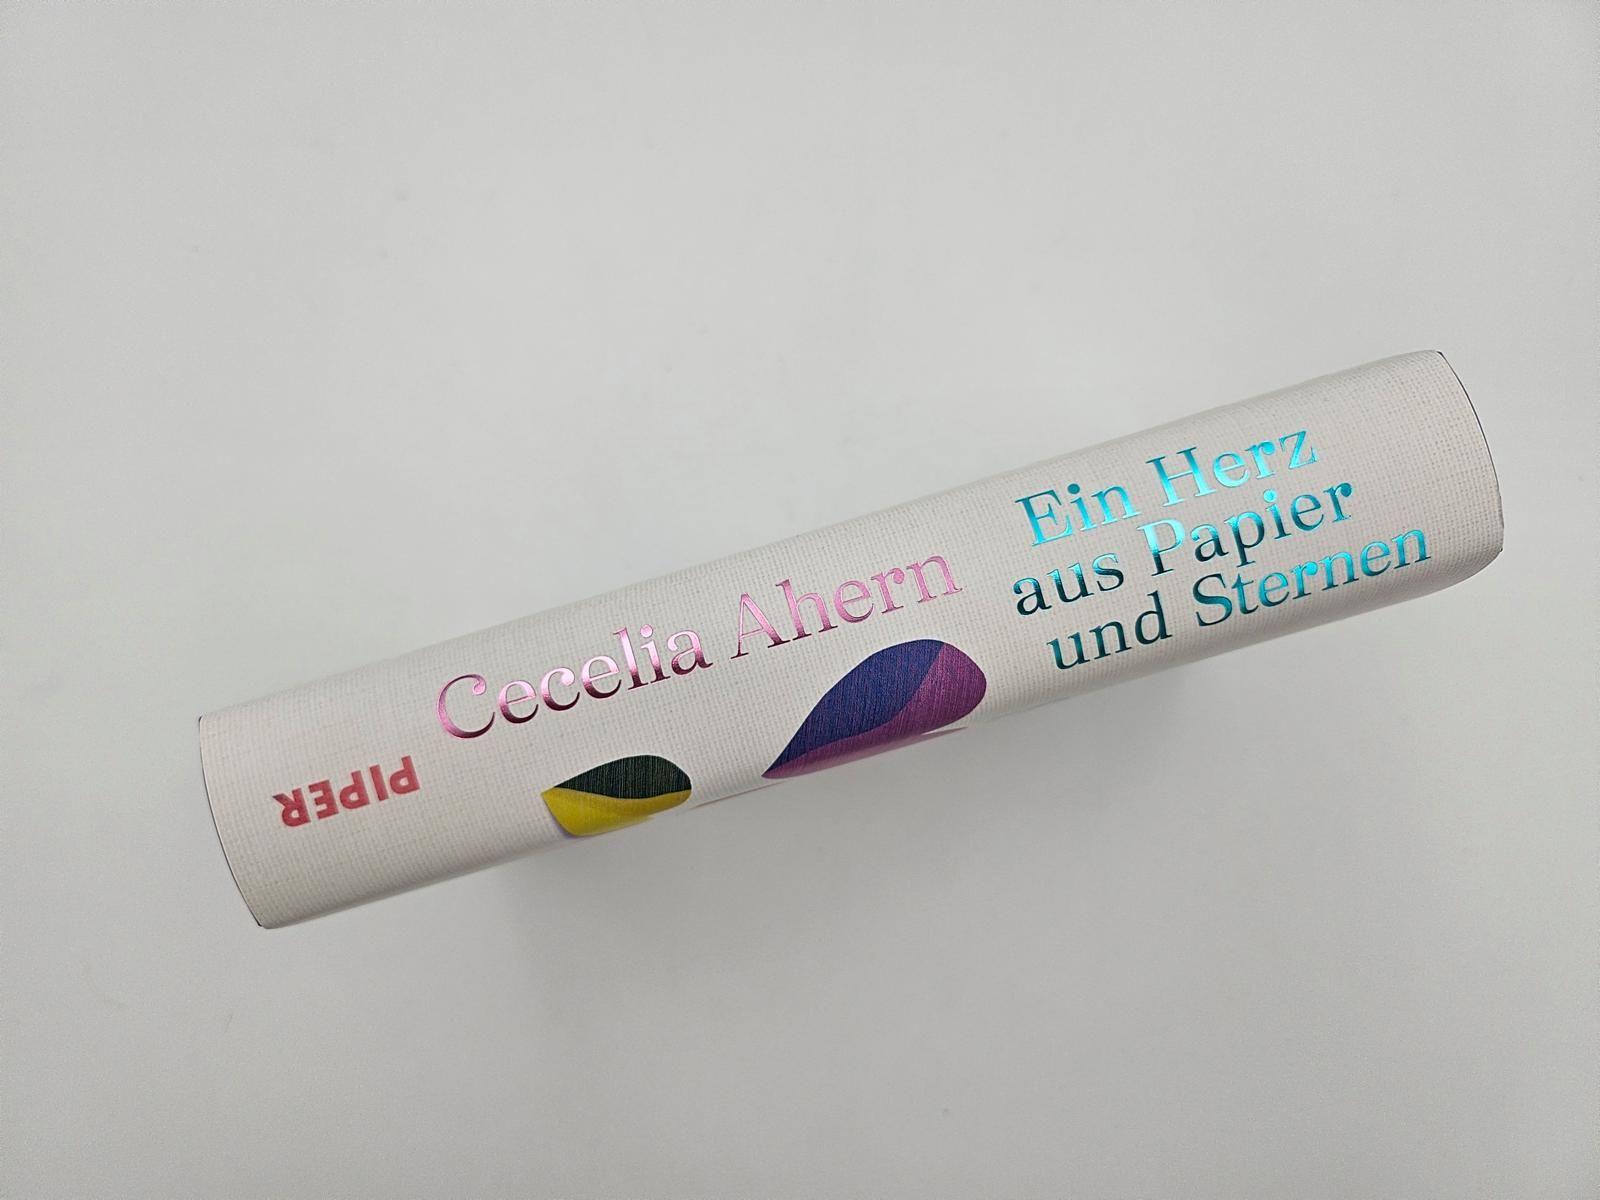 Cecelia Ahern
Ein Herz
aus Papier
und Sternen
PIPER